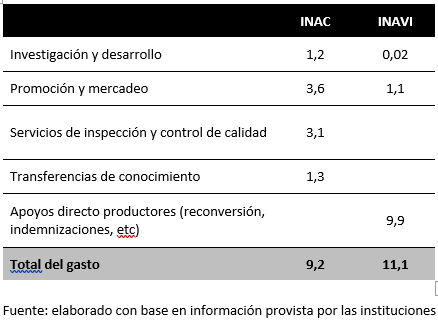 INAC INAVI
Investigación y desarrollo 1,2 0,02
Promoción y mercadeo 3,6 1,1
Servicios de inspección y control de calidad 3,1
Transferencias de conocimiento 1,3
Apoyos directo productores (reconversión,
indemnizaciones, etc) 9,9
Total del gasto 9,2 11,1
Fuente: elaborado con base en información provista por las instituciones